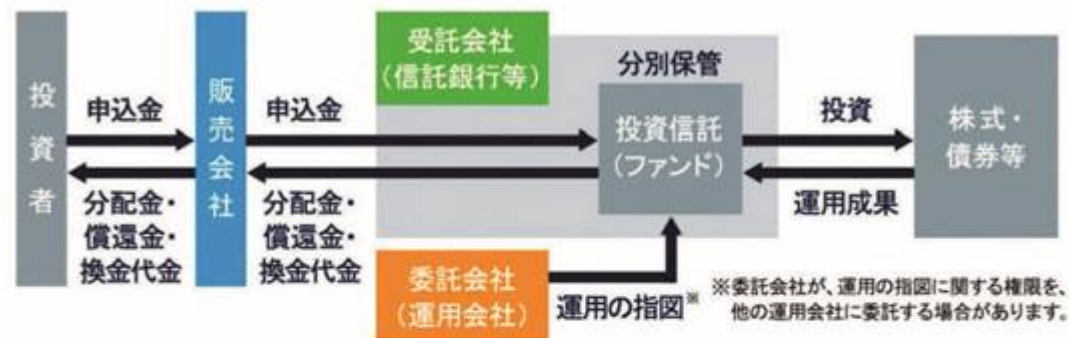 投資者
申込金
分配金・
償還金・
換金代金
販売会社
申込金
分配金・
償還金・
換金代金
受託会社
（信託銀行等）
分別保管
投資信託
（ファンド）
委託会社
（運用会社）
運用の指図※
投資
運用成果
株式・
債券等
※委託会社が、運用の指図に関する権限を、
他の運用会社に委託する場合があります。